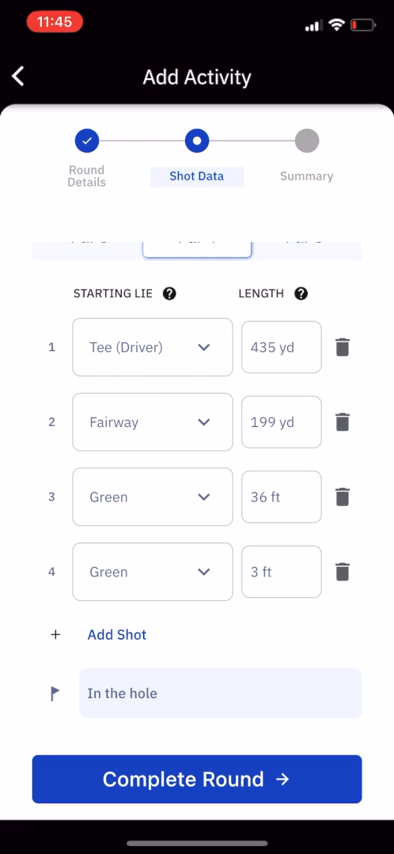 11:45
Add Activity
Round
Details
Shot Data
Summary
STARTING LIE ?
LENGTH ?
1 Tee (Driver) 435 yd
2 Fairway 199 yd
3 Green 36 ft
4 Green 3 ft
+ Add Shot
In the hole
Complete Round →